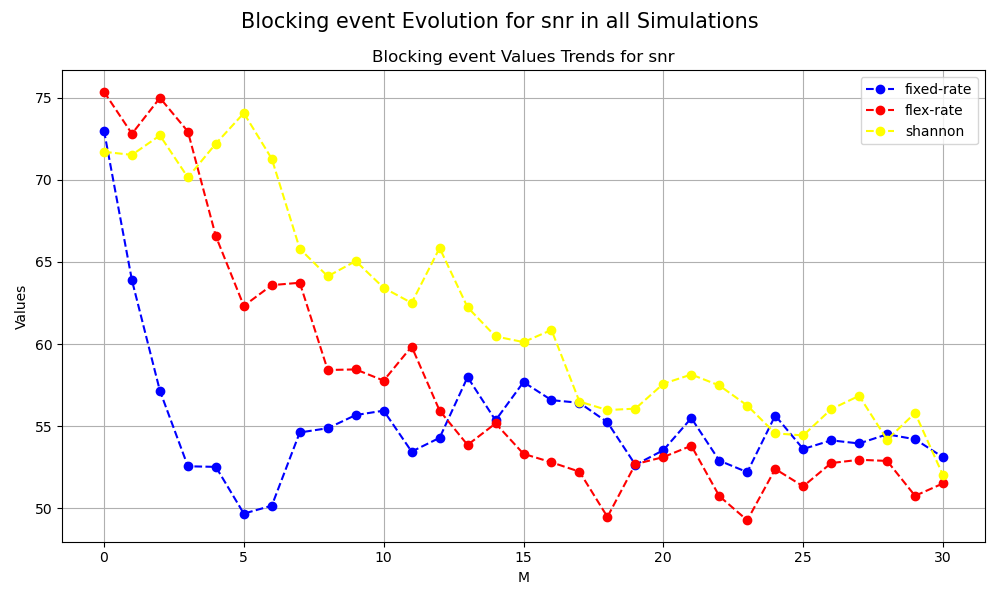 Blocking event Evolution for snr in all Simulations
Blocking event Values Trends for snr
fixed-rate
flex-rate
shannon
Values
75
70
65
60
55
50
0 5 10 15 20 25 30
M